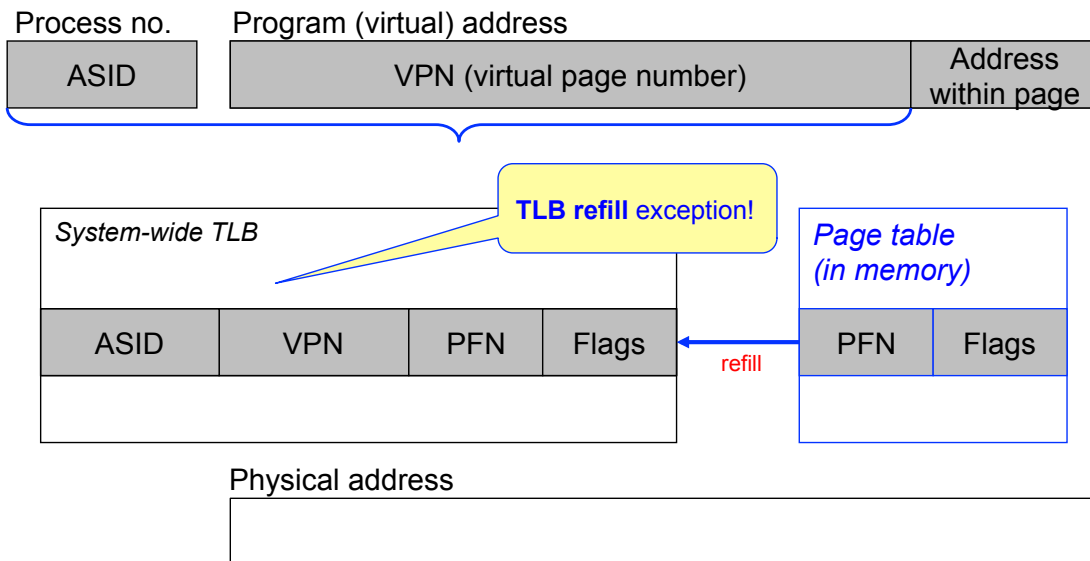 Process no.
Program (virtual) address
ASID
VPN (virtual page number)
Address
within page
TLB refill exception!
System-wide TLB
Page table
(in memory)
ASID
VPN
PFN
Flags
refill
PFN
Flags
Physical address